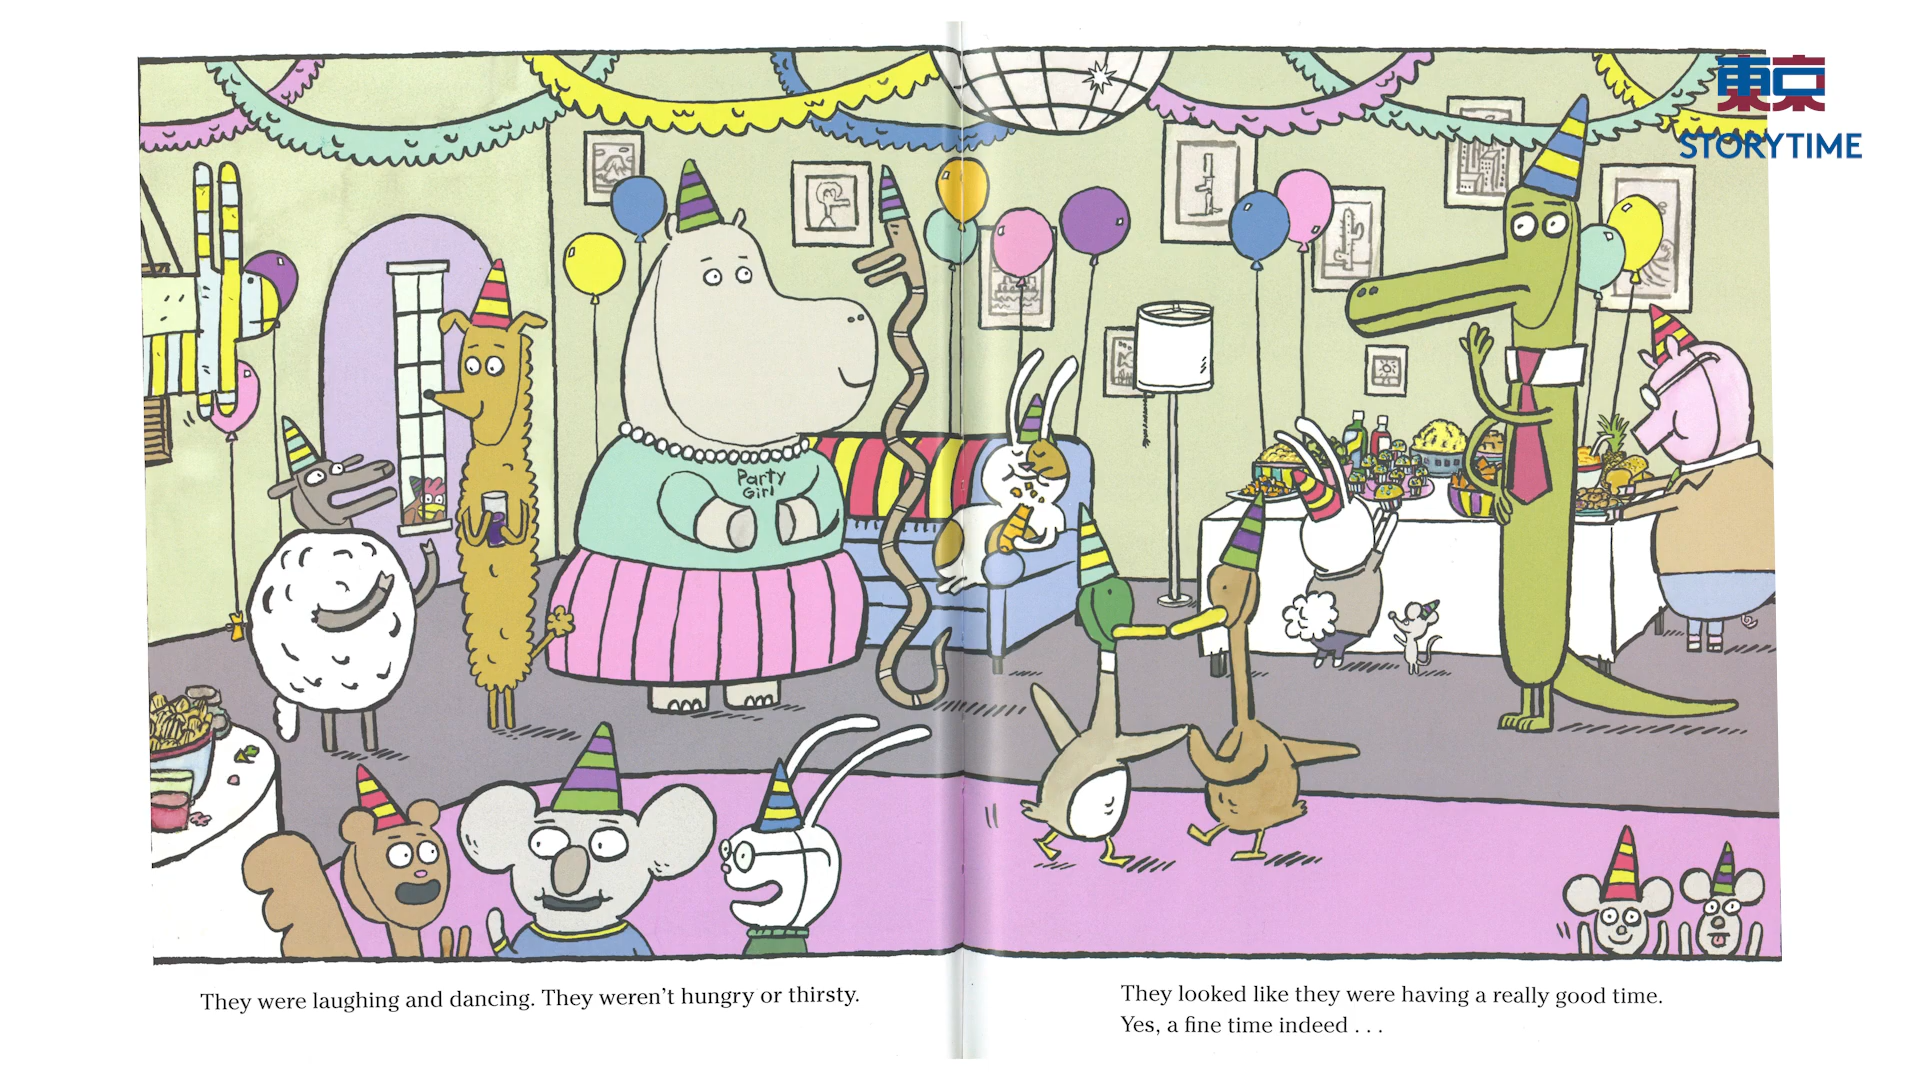 東京
STORYTIME
Party
Girl
They were laughing and dancing. They weren't hungry or thirsty.
They looked like they were having a really good time.
Yes, a fine time indeed . . .